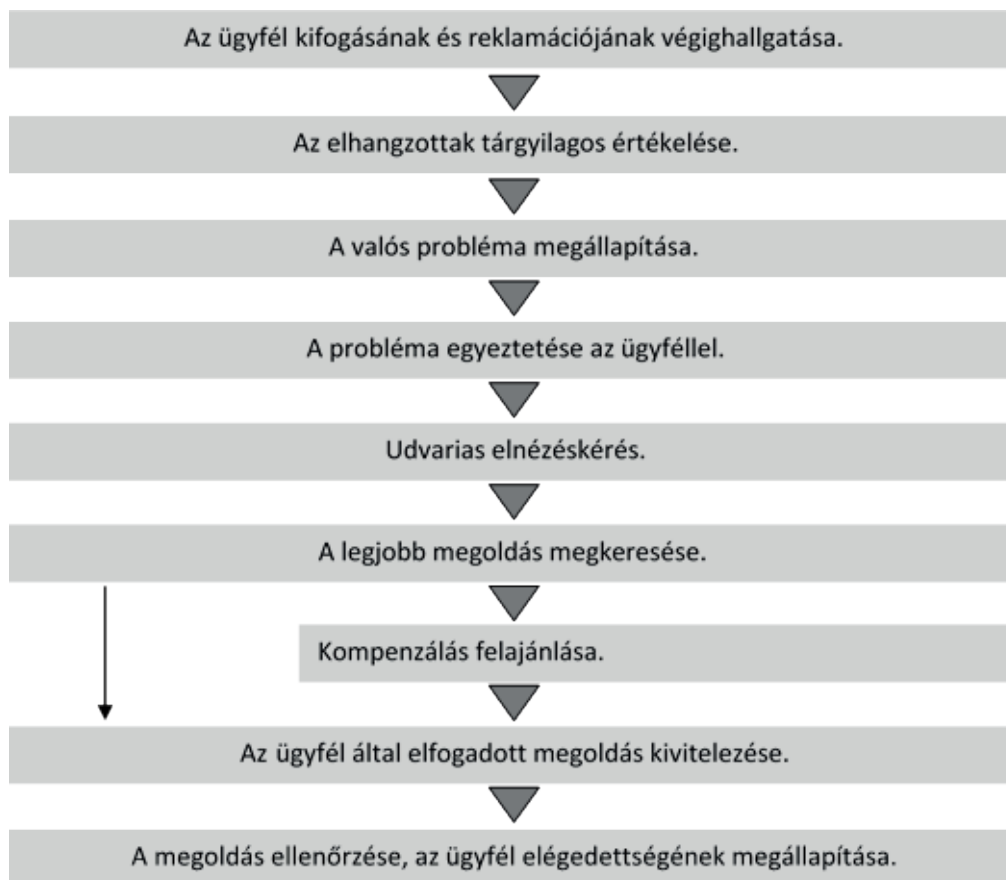 Az ügyfél kifogásának és reklamációjának végighallgatása.
Az elhangzottak tárgyilagos értékelése.
A valós probléma megállapítása.
A probléma egyeztetése az ügyféllel.
Udvarias elnézéskérés.
A legjobb megoldás megkeresése.
Kompenzálás felajánlása.
Az ügyfél által elfogadott megoldás kivitelezése.
A megoldás ellenőrzése, az ügyfél elégedettségének megállapítása.